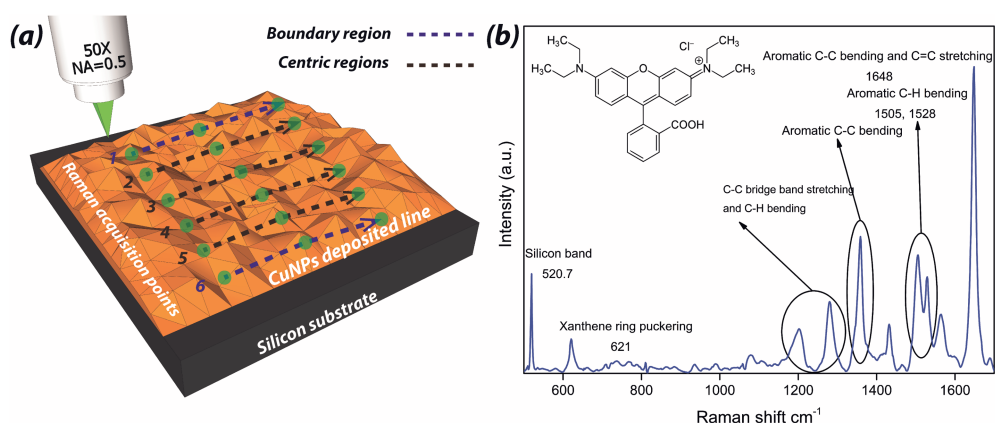 (a)
50X
NA=0.5
Boundary region
Centric regions
1
2
3
4
5
6
Raman acquisition points
CuNPs deposited line
Silicon substrate
(b)
H₃C
CH₃
Cl⁻
H₃C
N
O
N⁺
CH₃
COOH
Aromatic C-C bending and C=C stretching
1648
Aromatic C-H bending
1505, 1528
Aromatic C-C bending
C-C bridge band stretching
and C-H bending
Silicon band
520.7
Xanthene ring puckering
621
Intensity (a.u.)
600
800
1000
1200
1400
1600
Raman shift cm⁻¹